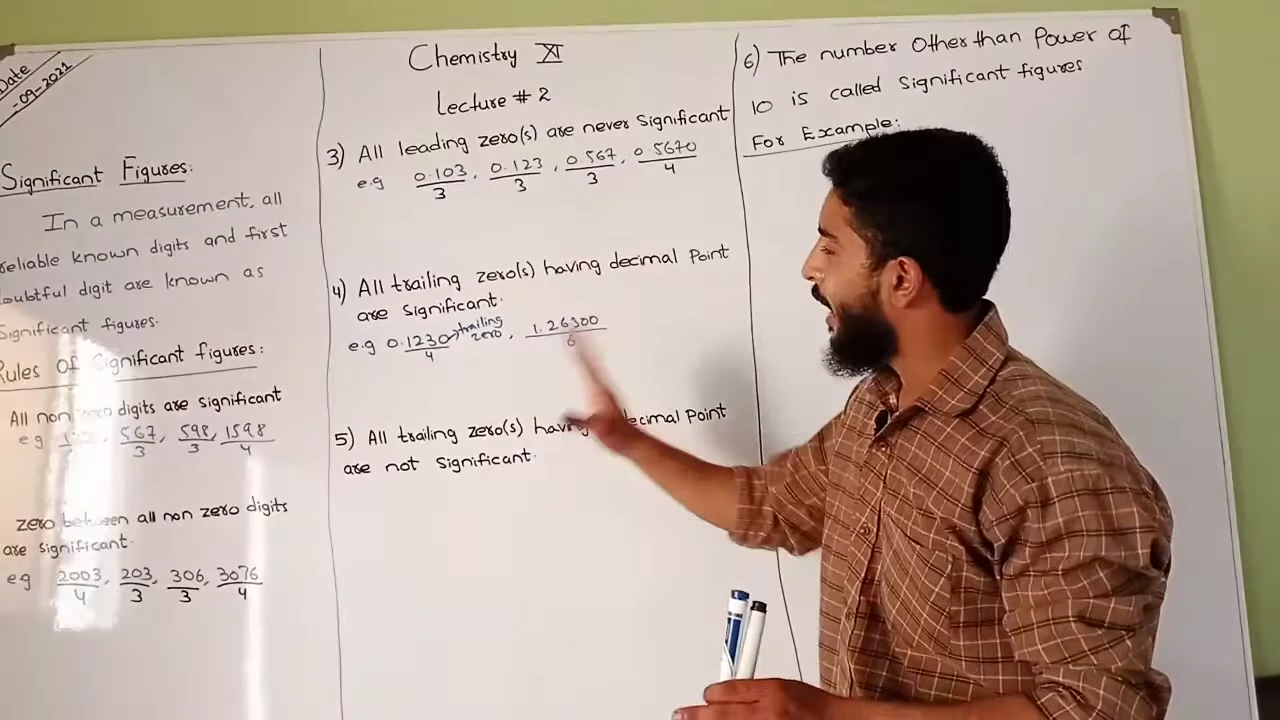 Date
-09-2021
Significant Figures:
In a measurement, all
reliable known digits and first
doubtful digit are known as
Significant figures.
Rules of Significant figures:
All non zero digits are significant
eg , 567, 598, 1598
3 3 4
zero between all non zero digits
are significant.
eg 2003, 203, 306, 3076
4 3 3 4
Chemistry XI
Lecture # 2
3) All leading zero(s) are never significant
e.g 0.103, 0.123, 0.567, 0.5670
3 3 3 4
4) All trailing zero(s) having decimal Point
are significant.
e.g 0.1230→trailing zero, 1.26300
4 6
5) All trailing zero(s) having decimal Point
are not significant.
6) The number Other than Power of
10 is called Significant figures
For Example: